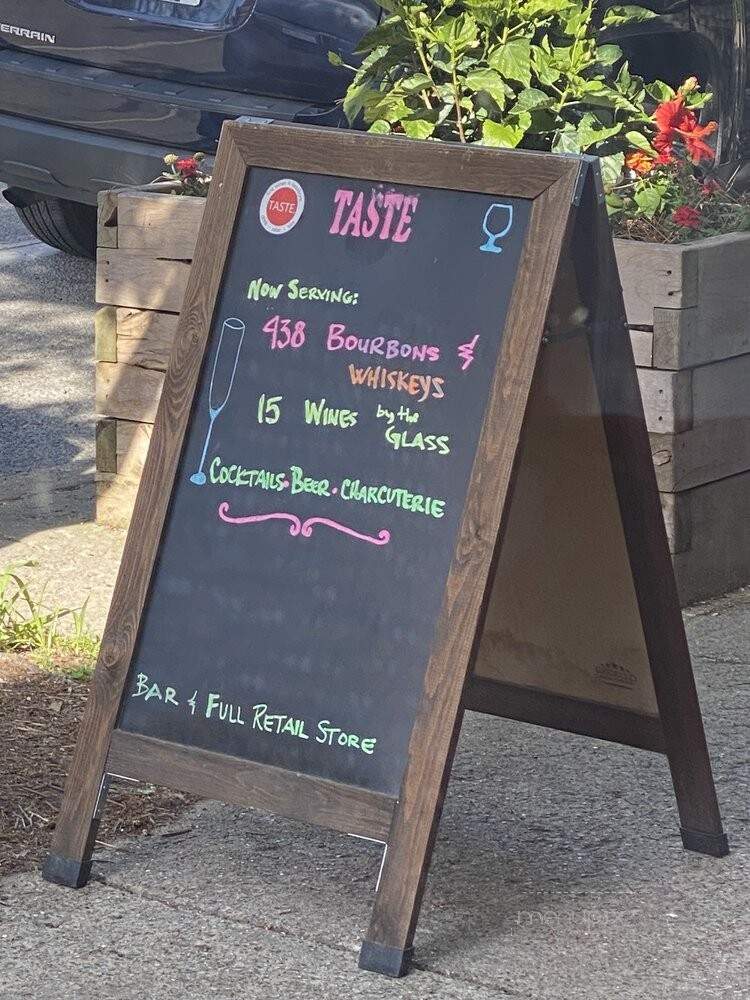 ERRAIN
TASTE
TASTE
Now Serving:
438 Bourbons &
Whiskeys
15 Wines by the
Glass
Cocktails • Beer • Charcuterie
Bar & Full Retail Store